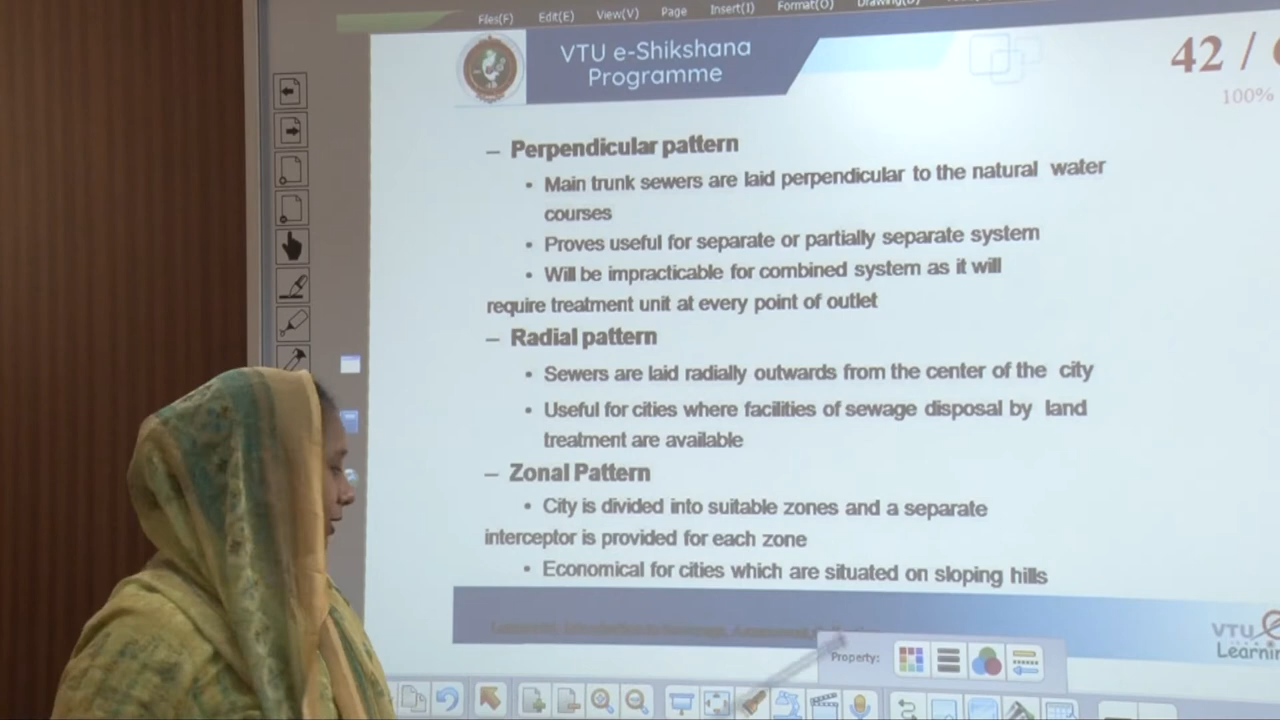 Files(F) Edit(E) View(V) Page Insert(I) Format(O)
VTU e-Shikshana
Programme
42 /
100%
– Perpendicular pattern
• Main trunk sewers are laid perpendicular to the natural water
courses
• Proves useful for separate or partially separate system
• Will be impracticable for combined system as it will
require treatment unit at every point of outlet
– Radial pattern
• Sewers are laid radially outwards from the center of the city
• Useful for cities where facilities of sewage disposal by land
treatment are available
– Zonal Pattern
• City is divided into suitable zones and a separate
interceptor is provided for each zone
• Economical for cities which are situated on sloping hills
VTU
Property: